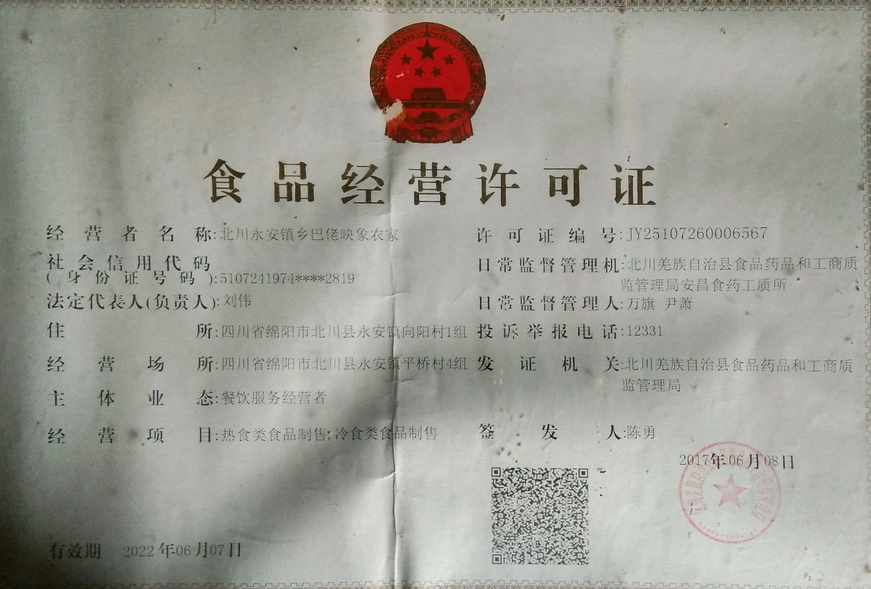 食品经营许可证
经营者名称:北川永安镇乡巴佬映象农家
社会信用代码
(身份证号码):5107241974****2819
法定代表人(负责人):刘伟
住所:四川省绵阳市北川县永安镇向阳村1组
经营场所:四川省绵阳市北川县永安镇平桥村4组
主体业态:餐饮服务经营者
经营项目:热食类食品制售;冷食类食品制售
有效期 2022年06月07日
许可证编号:JY25107260006567
日常监督管理机:北川羌族自治县食品药品和工商质
监管理局安昌食药工质所
日常监督管理人:万旗 尹萧
投诉举报电话:12331
发证机关:北川羌族自治县食品药品和工商质
监管理局
签发人:陈勇
2017年06月08日